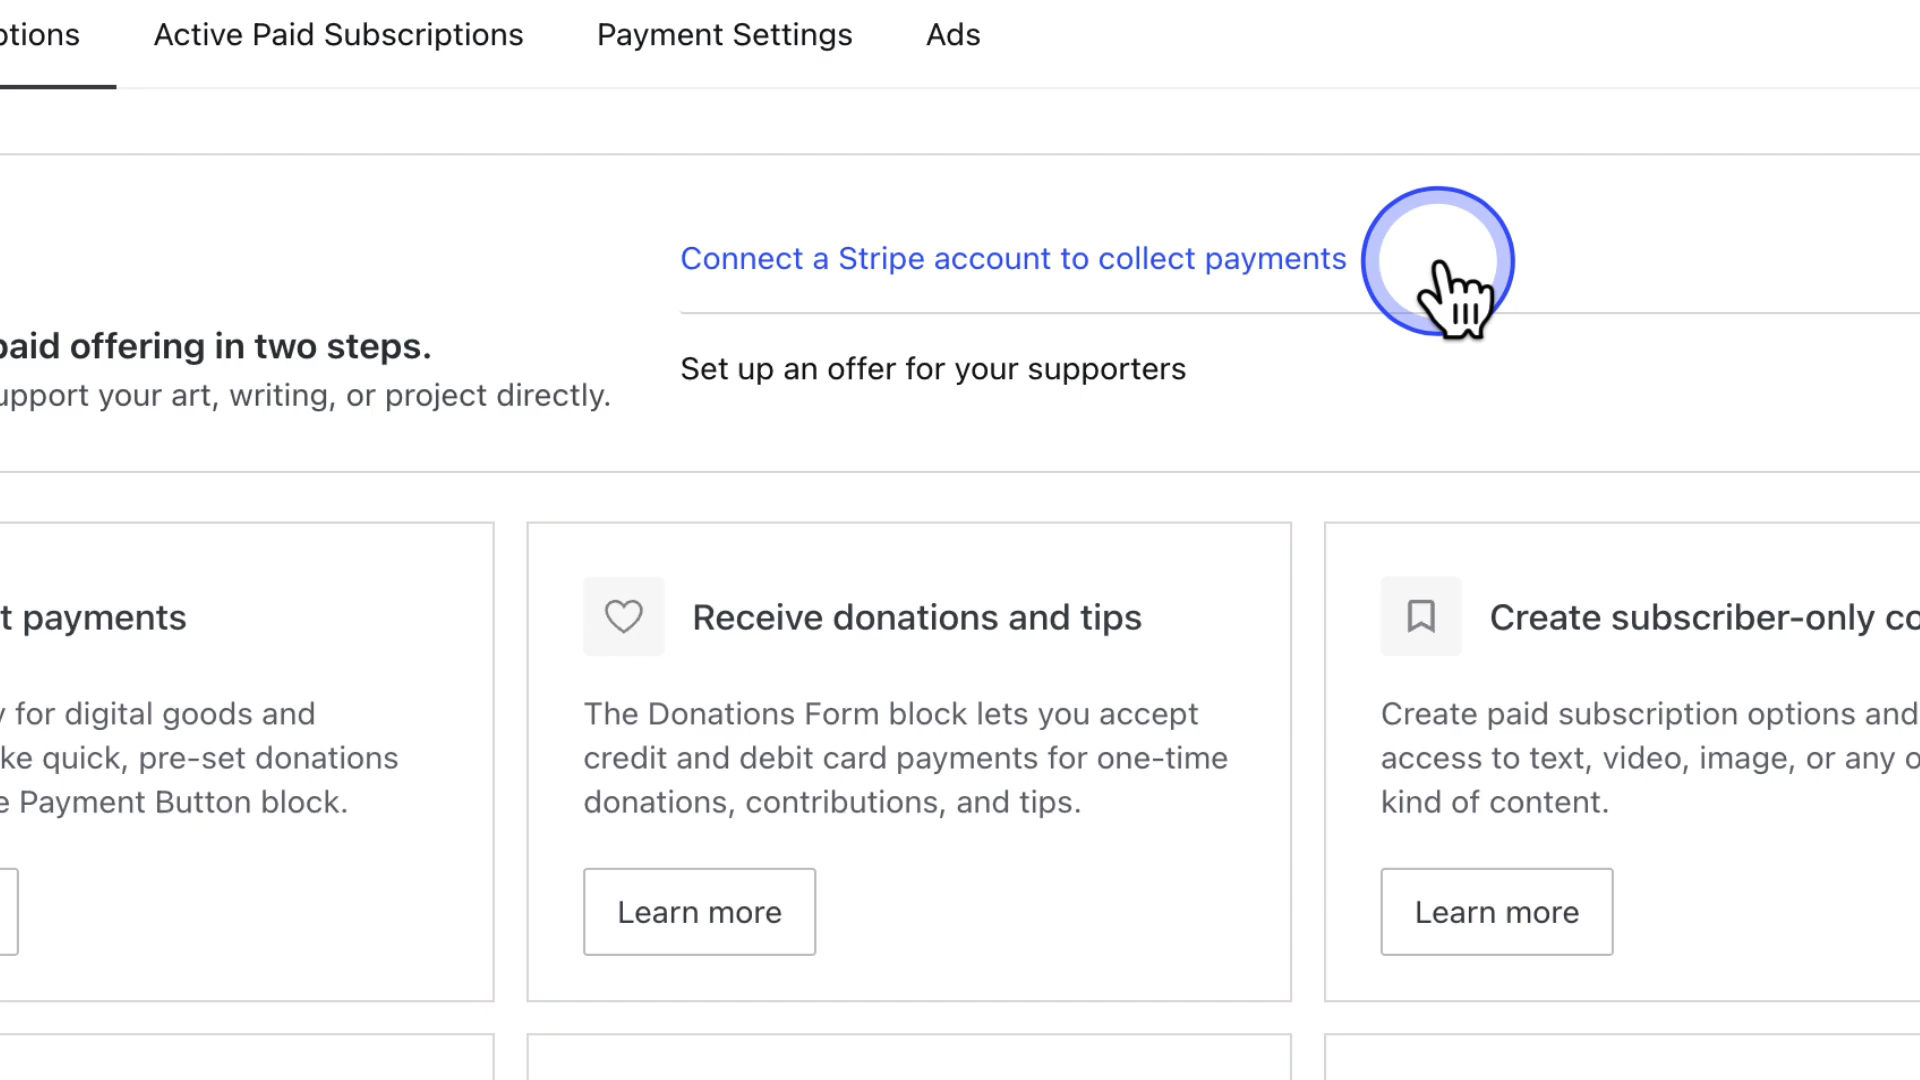 ptions Active Paid Subscriptions Payment Settings Ads
Connect a Stripe account to collect payments
paid offering in two steps.
upport your art, writing, or project directly.
Set up an offer for your supporters
t payments
y for digital goods and
ke quick, pre-set donations
e Payment Button block.
Receive donations and tips
The Donations Form block lets you accept
credit and debit card payments for one-time
donations, contributions, and tips.
Learn more
Create subscriber-only co
Create paid subscription options and
access to text, video, image, or any o
kind of content.
Learn more